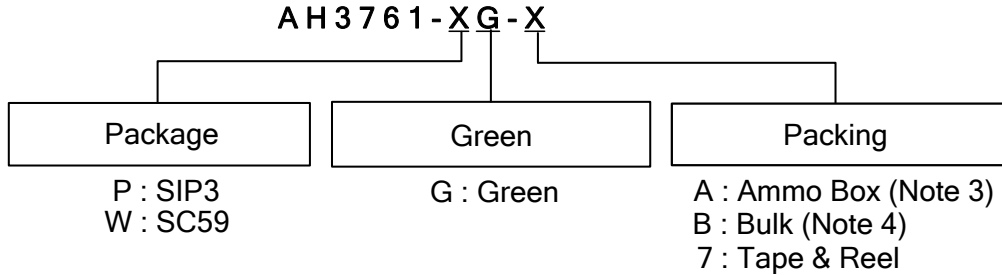 AH3761-XG-X
Package
Green
Packing
P : SIP3
W : SC59
G : Green
A : Ammo Box (Note 3)
B : Bulk (Note 4)
7 : Tape & Reel